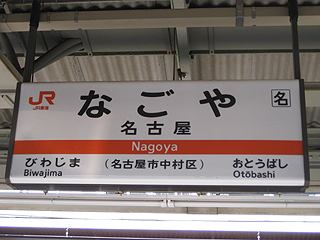 JR
JR東海
なごや
名
名古屋
Nagoya
びわじま (名古屋市中村区) おとうばし
Biwajima Otōbashi